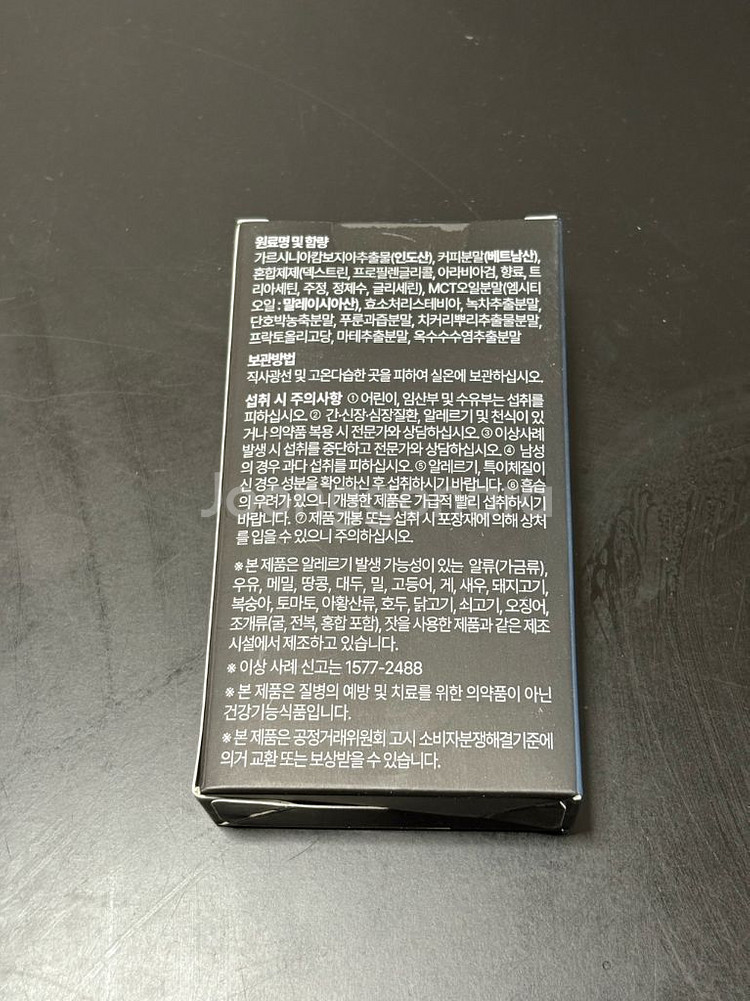 원료명 및 함량
가르시니아캄보지아추출물(인도산), 커피분말(베트남산),
혼합제제(덱스트린, 프로필렌글리콜, 아라비아검, 향료, 트
리아세틴, 주정, 정제수, 글리세린), MCT오일분말(엠시티
오일 : 말레이시아산), 효소처리스테비아, 녹차추출분말,
단호박농축분말, 푸룬과즙분말, 치커리뿌리추출물분말,
프락토올리고당, 마테추출분말, 옥수수수염추출분말
보관방법
직사광선 및 고온다습한 곳을 피하여 실온에 보관하십시오.
섭취 시 주의사항 ① 어린이, 임산부 및 수유부는 섭취를
피하십시오. ② 간·신장·심장질환, 알레르기 및 천식이 있
거나 의약품 복용 시 전문가와 상담하십시오. ③ 이상사례
발생 시 섭취를 중단하고 전문가와 상담하십시오. ④ 남성
의 경우 과다 섭취를 피하십시오. ⑤ 알레르기, 특이체질이
신 경우 성분을 확인하신 후 섭취하시기 바랍니다. ⑥ 흡습
의 우려가 있으니 개봉한 제품은 가급적 빨리 섭취하시기
바랍니다. ⑦ 제품 개봉 또는 섭취 시 포장재에 의해 상처
를 입을 수 있으니 주의하십시오.
※ 본 제품은 알레르기 발생 가능성이 있는 알류(가금류),
우유, 메밀, 땅콩, 대두, 밀, 고등어, 게, 새우, 돼지고기,
복숭아, 토마토, 아황산류, 호두, 닭고기, 쇠고기, 오징어,
조개류(굴, 전복, 홍합 포함), 잣을 사용한 제품과 같은 제조
시설에서 제조하고 있습니다.
※ 이상 사례 신고는 1577-2488
※ 본 제품은 질병의 예방 및 치료를 위한 의약품이 아닌
건강기능식품입니다.
※ 본 제품은 공정거래위원회 고시 소비자분쟁해결기준에
의거 교환 또는 보상받을 수 있습니다.